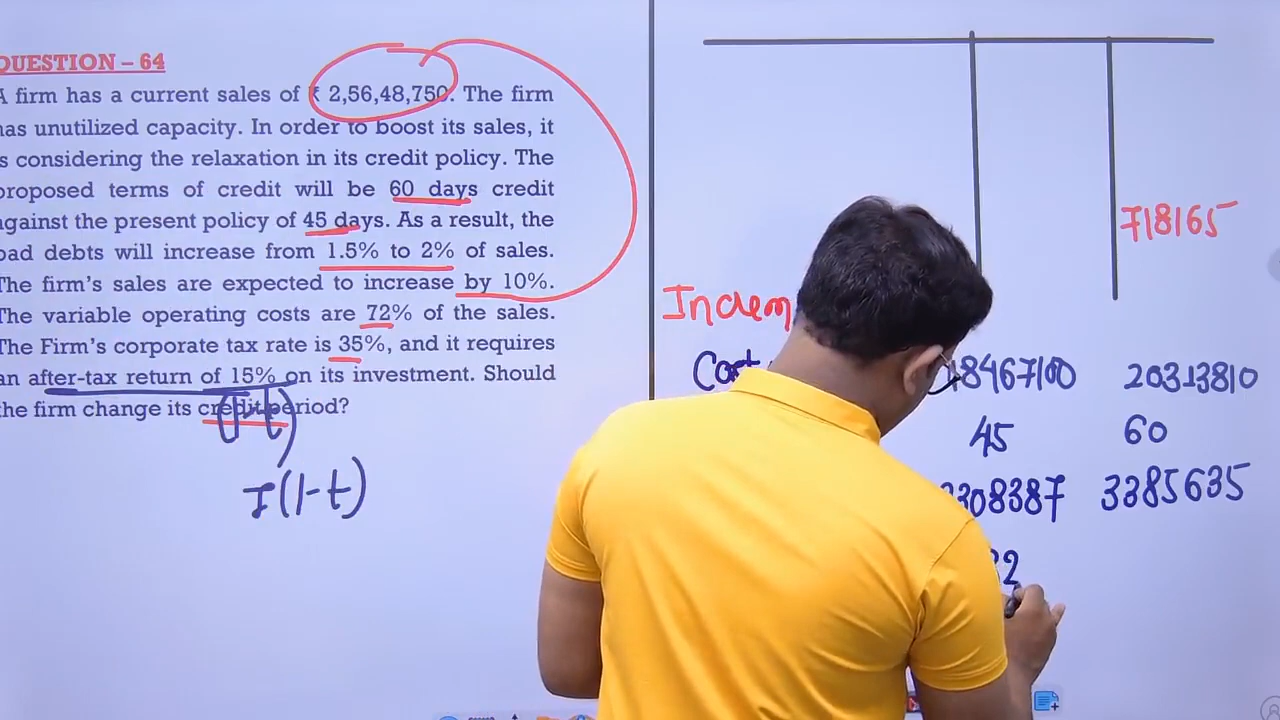 QUESTION – 64
A firm has a current sales of ₹ 2,56,48,750. The firm
has unutilized capacity. In order to boost its sales, it
is considering the relaxation in its credit policy. The
proposed terms of credit will be 60 days credit
against the present policy of 45 days. As a result, the
bad debts will increase from 1.5% to 2% of sales.
The firm's sales are expected to increase by 10%.
The variable operating costs are 72% of the sales.
The Firm's corporate tax rate is 35%, and it requires
an after-tax return of 15% on its investment. Should
the firm change its credit period?
(1-t)
I(1-t)
718165
18467100 20313810
45 60
2308387 3385635